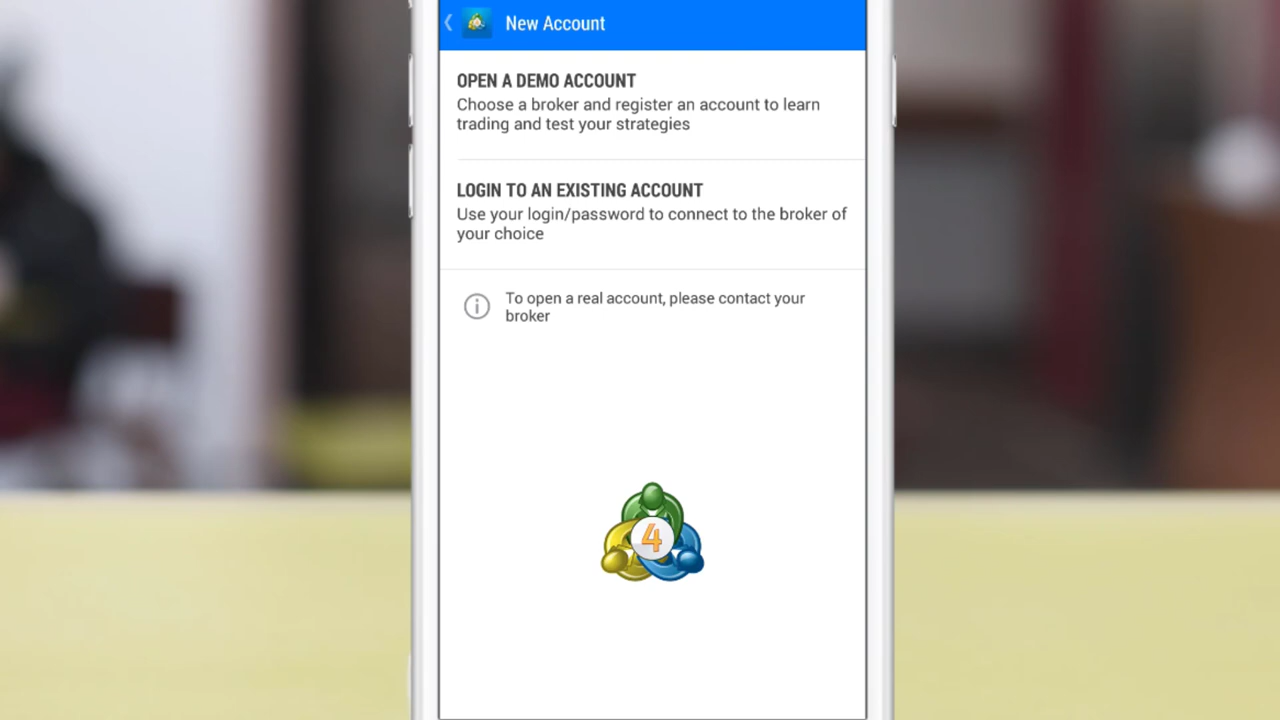 New Account
OPEN A DEMO ACCOUNT
Choose a broker and register an account to learn
trading and test your strategies
LOGIN TO AN EXISTING ACCOUNT
Use your login/password to connect to the broker of
your choice
To open a real account, please contact your
broker
4